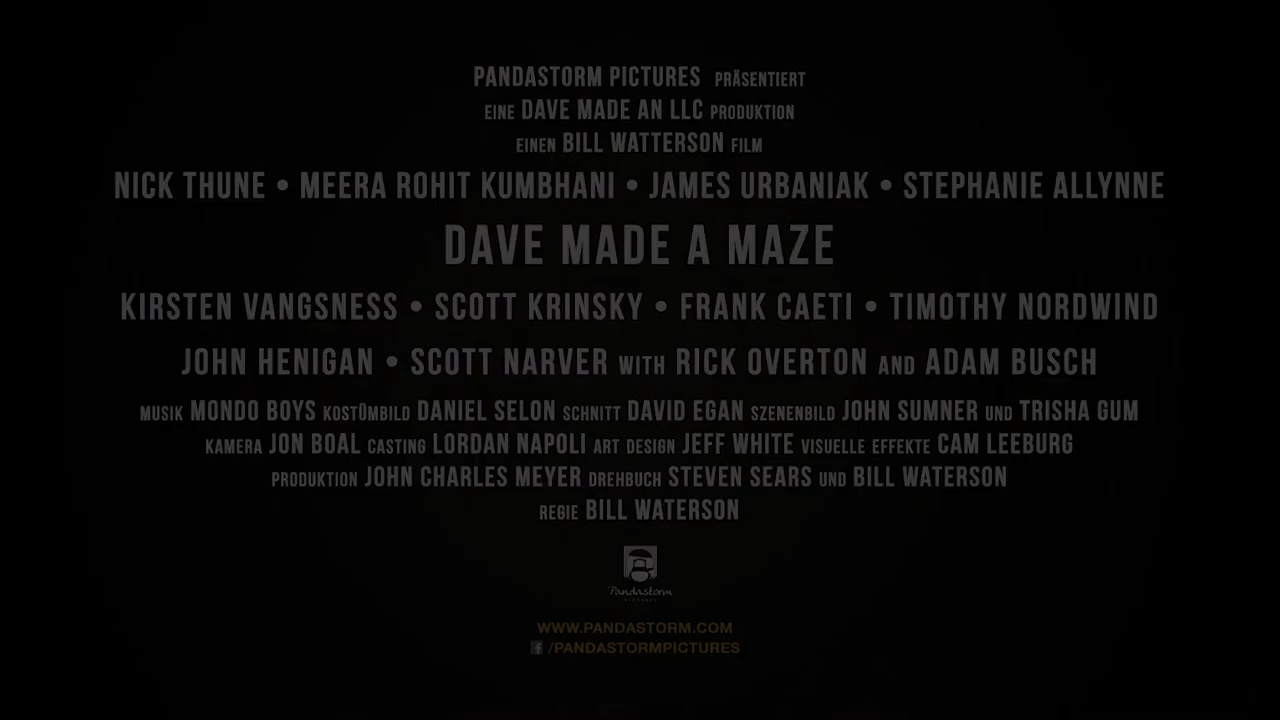 PANDASTORM PICTURES PRÄSENTIERT
EINE DAVE MADE AN LLC PRODUKTION
EINEN BILL WATTERSON FILM
NICK THUNE • MEERA ROHIT KUMBHANI • JAMES URBANIAK • STEPHANIE ALLYNNE
DAVE MADE A MAZE
KIRSTEN VANGSNESS • SCOTT KRINSKY • FRANK CAETI • TIMOTHY NORDWIND
JOHN HENIGAN • SCOTT NARVER WITH RICK OVERTON AND ADAM BUSCH
MUSIK MONDO BOYS KOSTÜMBILD DANIEL SELON SCHNITT DAVID EGAN SZENENBILD JOHN SUMNER UND TRISHA GUM
KAMERA JON BOAL CASTING LORDAN NAPOLI ART DESIGN JEFF WHITE VISUELLE EFFEKTE CAM LEEBURG
PRODUKTION JOHN CHARLES MEYER DREHBUCH STEVEN SEARS UND BILL WATERSON
REGIE BILL WATERSON
Pandastorm
WWW.PANDASTORM.COM
/PANDASTORMPICTURES